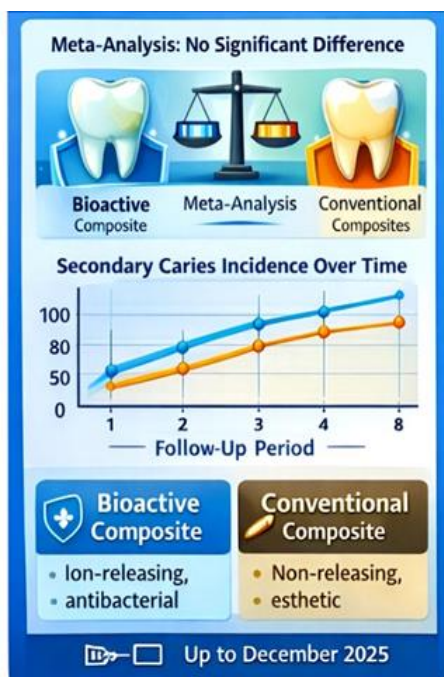 Meta-Analysis: No Significant Difference
Bioactive
Composite
Meta-Analysis
Conventional
Composites
Secondary Caries Incidence Over Time
100
80
50
0
1 2 3 4 8
Follow-Up Period
Bioactive
Composite
• Ion-releasing,
• antibacterial
Conventional
Composite
• Non-releasing,
• esthetic
Up to December 2025